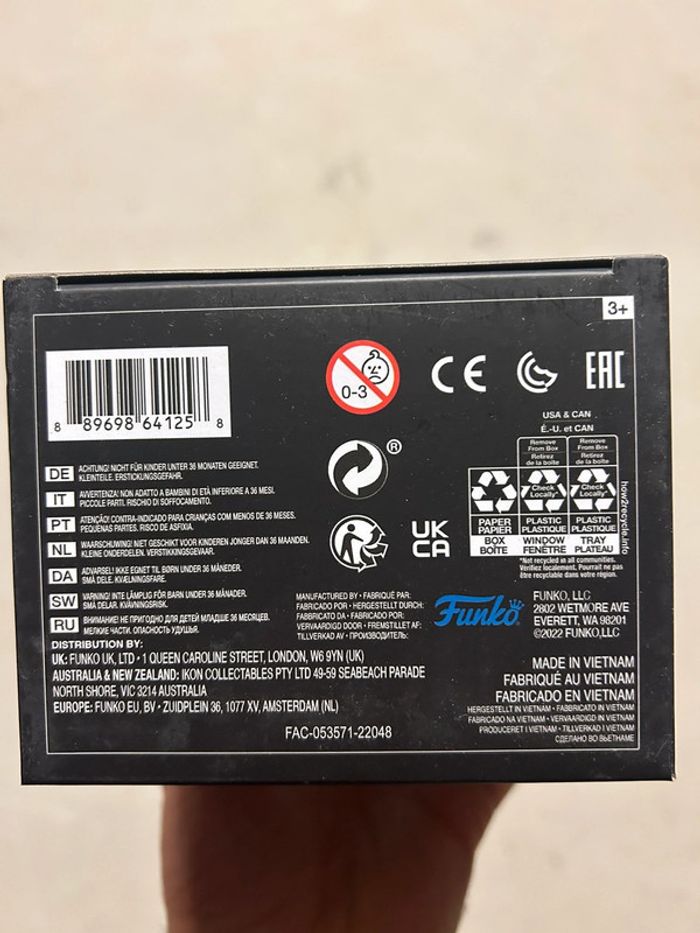 3+
8 89698 64125 8
0-3
CE
EAC
USA & CAN
É.-U. et CAN
Remove From Box
Retirez de la boîte
Remove From Box
Retirez de la boîte
Check Locally*
Check Locally*
PAPER
PAPIER
BOX
BOÎTE
PLASTIC
PLASTIQUE
WINDOW
FENÊTRE
PLASTIC
PLASTIQUE
TRAY
PLATEAU
how2recycle.info
*Not recycled in all communities.
Vérifiez localement. Pourrait ne pas
être recyclable dans votre région.
®
UK
CA
DE ACHTUNG! NICHT FÜR KINDER UNTER 36 MONATEN GEEIGNET.
KLEINTEILE. ERSTICKUNGSGEFAHR.
IT AVVERTENZA! NON ADATTO A BAMBINI DI ETÀ INFERIORE A 36 MESI.
PICCOLE PARTI. RISCHIO DI SOFFOCAMENTO.
PT ATENÇÃO! CONTRA-INDICADO PARA CRIANÇAS COM MENOS DE 36 MESES.
PEQUENAS PARTES. RISCO DE ASFIXIA.
NL WAARSCHUWING! NIET GESCHIKT VOOR KINDEREN JONGER DAN 36 MAANDEN.
KLEINE ONDERDELEN. VERSTIKKINGSGEVAAR.
DA ADVARSEL! IKKE EGNET TIL BØRN UNDER 36 MÅNEDER.
SMÅ DELE. KVÆLNINGSFARE.
SW VARNING! INTE LÄMPLIG FÖR BARN UNDER 36 MÅNADER.
SMÅ DELAR. KVÄVNINGSRISK.
RU ВНИМАНИЕ! НЕ ПРИГОДНО ДЛЯ ДЕТЕЙ МЛАДШЕ 36 МЕСЯЦЕВ.
МЕЛКИЕ ЧАСТИ. ОПАСНОСТЬ УДУШЬЯ.
MANUFACTURED BY • FABRIQUÉ PAR:
FABRICADO POR • HERGESTELLT DURCH:
FABBRICATO DA • FABRICADO POR:
VERVAARDIGD DOOR • FREMSTILLET AF:
TILLVERKAD AV • ПРОИЗВОДИТЕЛЬ:
Funko
FUNKO, LLC
2802 WETMORE AVE
EVERETT, WA 98201
©2022 FUNKO,LLC
DISTRIBUTION BY:
UK: FUNKO UK, LTD • 1 QUEEN CAROLINE STREET, LONDON, W6 9YN (UK)
AUSTRALIA & NEW ZEALAND: IKON COLLECTABLES PTY LTD 49-59 SEABEACH PARADE
NORTH SHORE, VIC 3214 AUSTRALIA
EUROPE: FUNKO EU, BV • ZUIDPLEIN 36, 1077 XV, AMSTERDAM (NL)
MADE IN VIETNAM
FABRIQUÉ AU VIETNAM
FABRICADO EN VIETNAM
HERGESTELLT IN VIETNAM • FABBRICATO IN VIETNAM
FABRICADO NA VIETNAM • VERVAARDIGD IN VIETNAM
PRODUCERET I VIETNAM • TILLVERKAD I VIETNAM
СДЕЛАНО ВО ВЬЕТНАМЕ
FAC-053571-22048